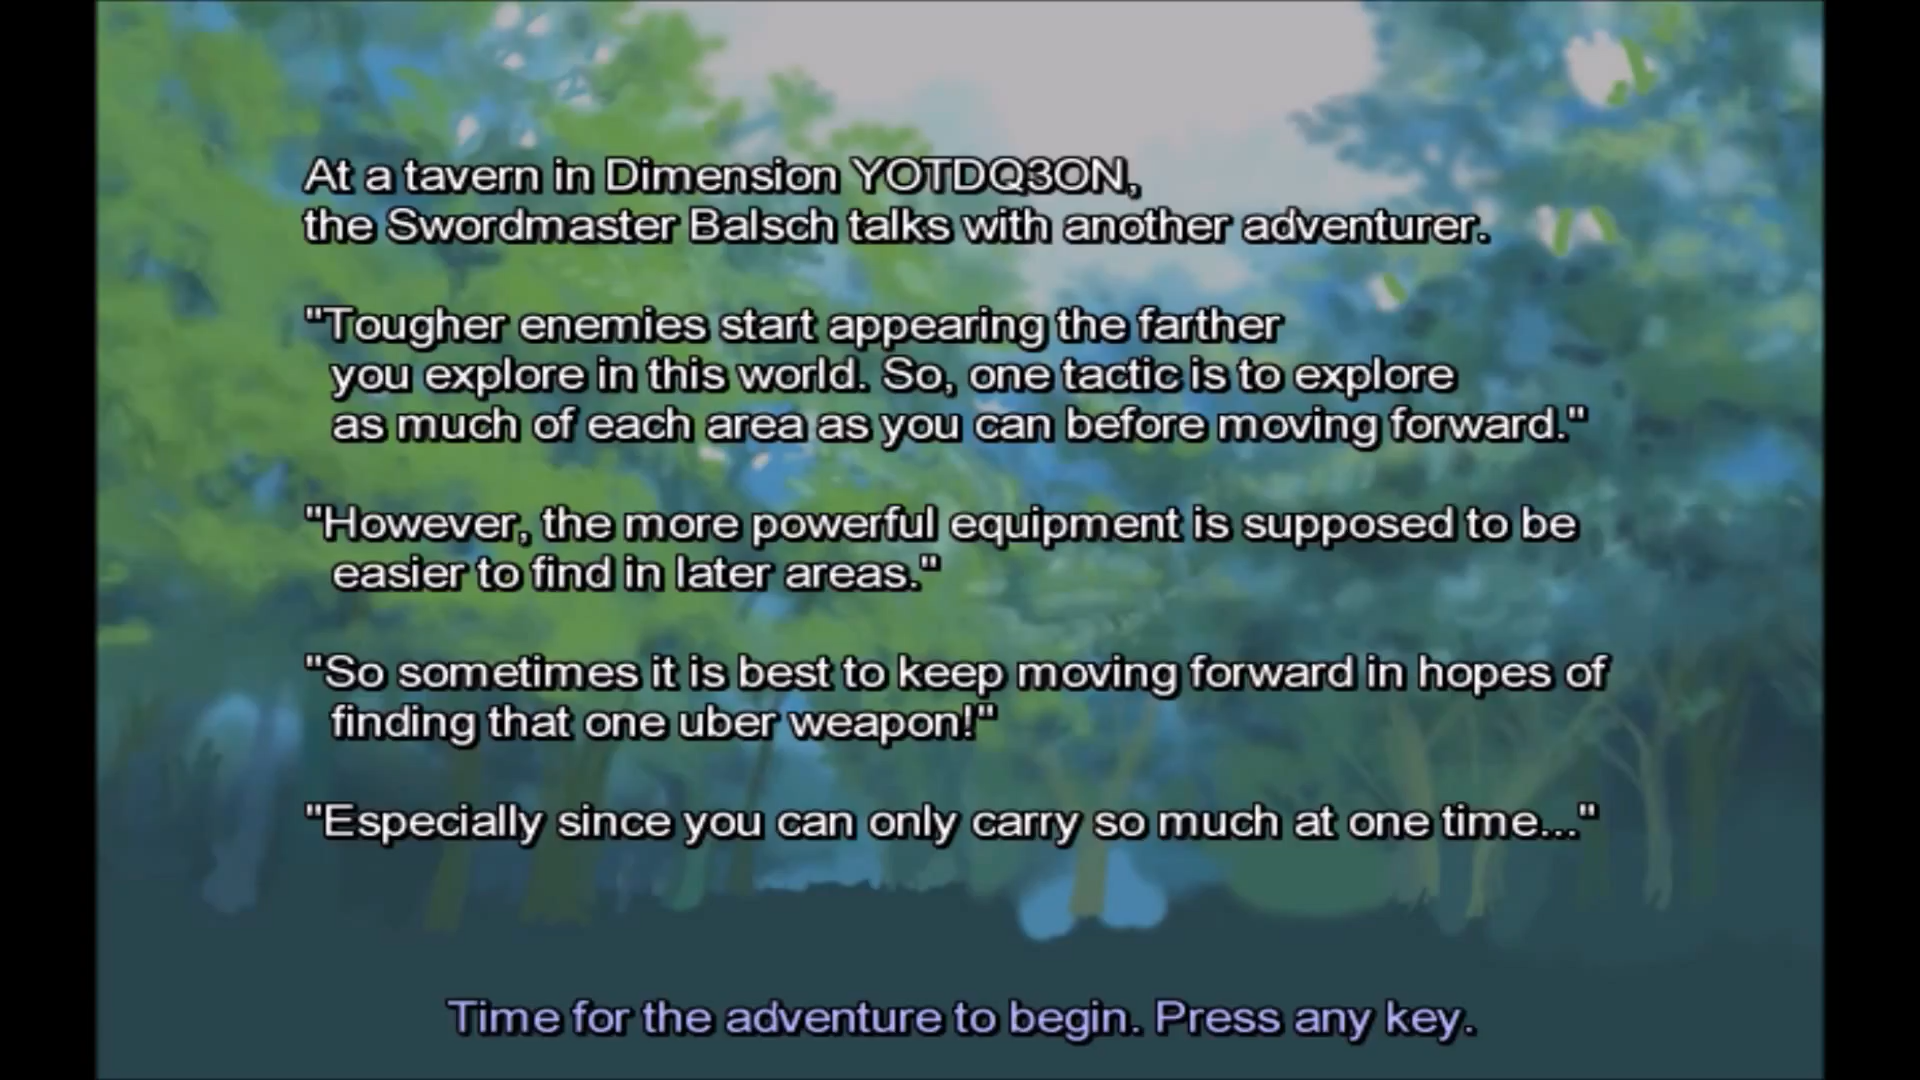 At a tavern in Dimension YOTDQ3ON,
the Swordmaster Balsch talks with another adventurer.
"Tougher enemies start appearing the farther
you explore in this world. So, one tactic is to explore
as much of each area as you can before moving forward."
"However, the more powerful equipment is supposed to be
easier to find in later areas."
"So sometimes it is best to keep moving forward in hopes of
finding that one uber weapon!"
"Especially since you can only carry so much at one time..."
Time for the adventure to begin. Press any key.